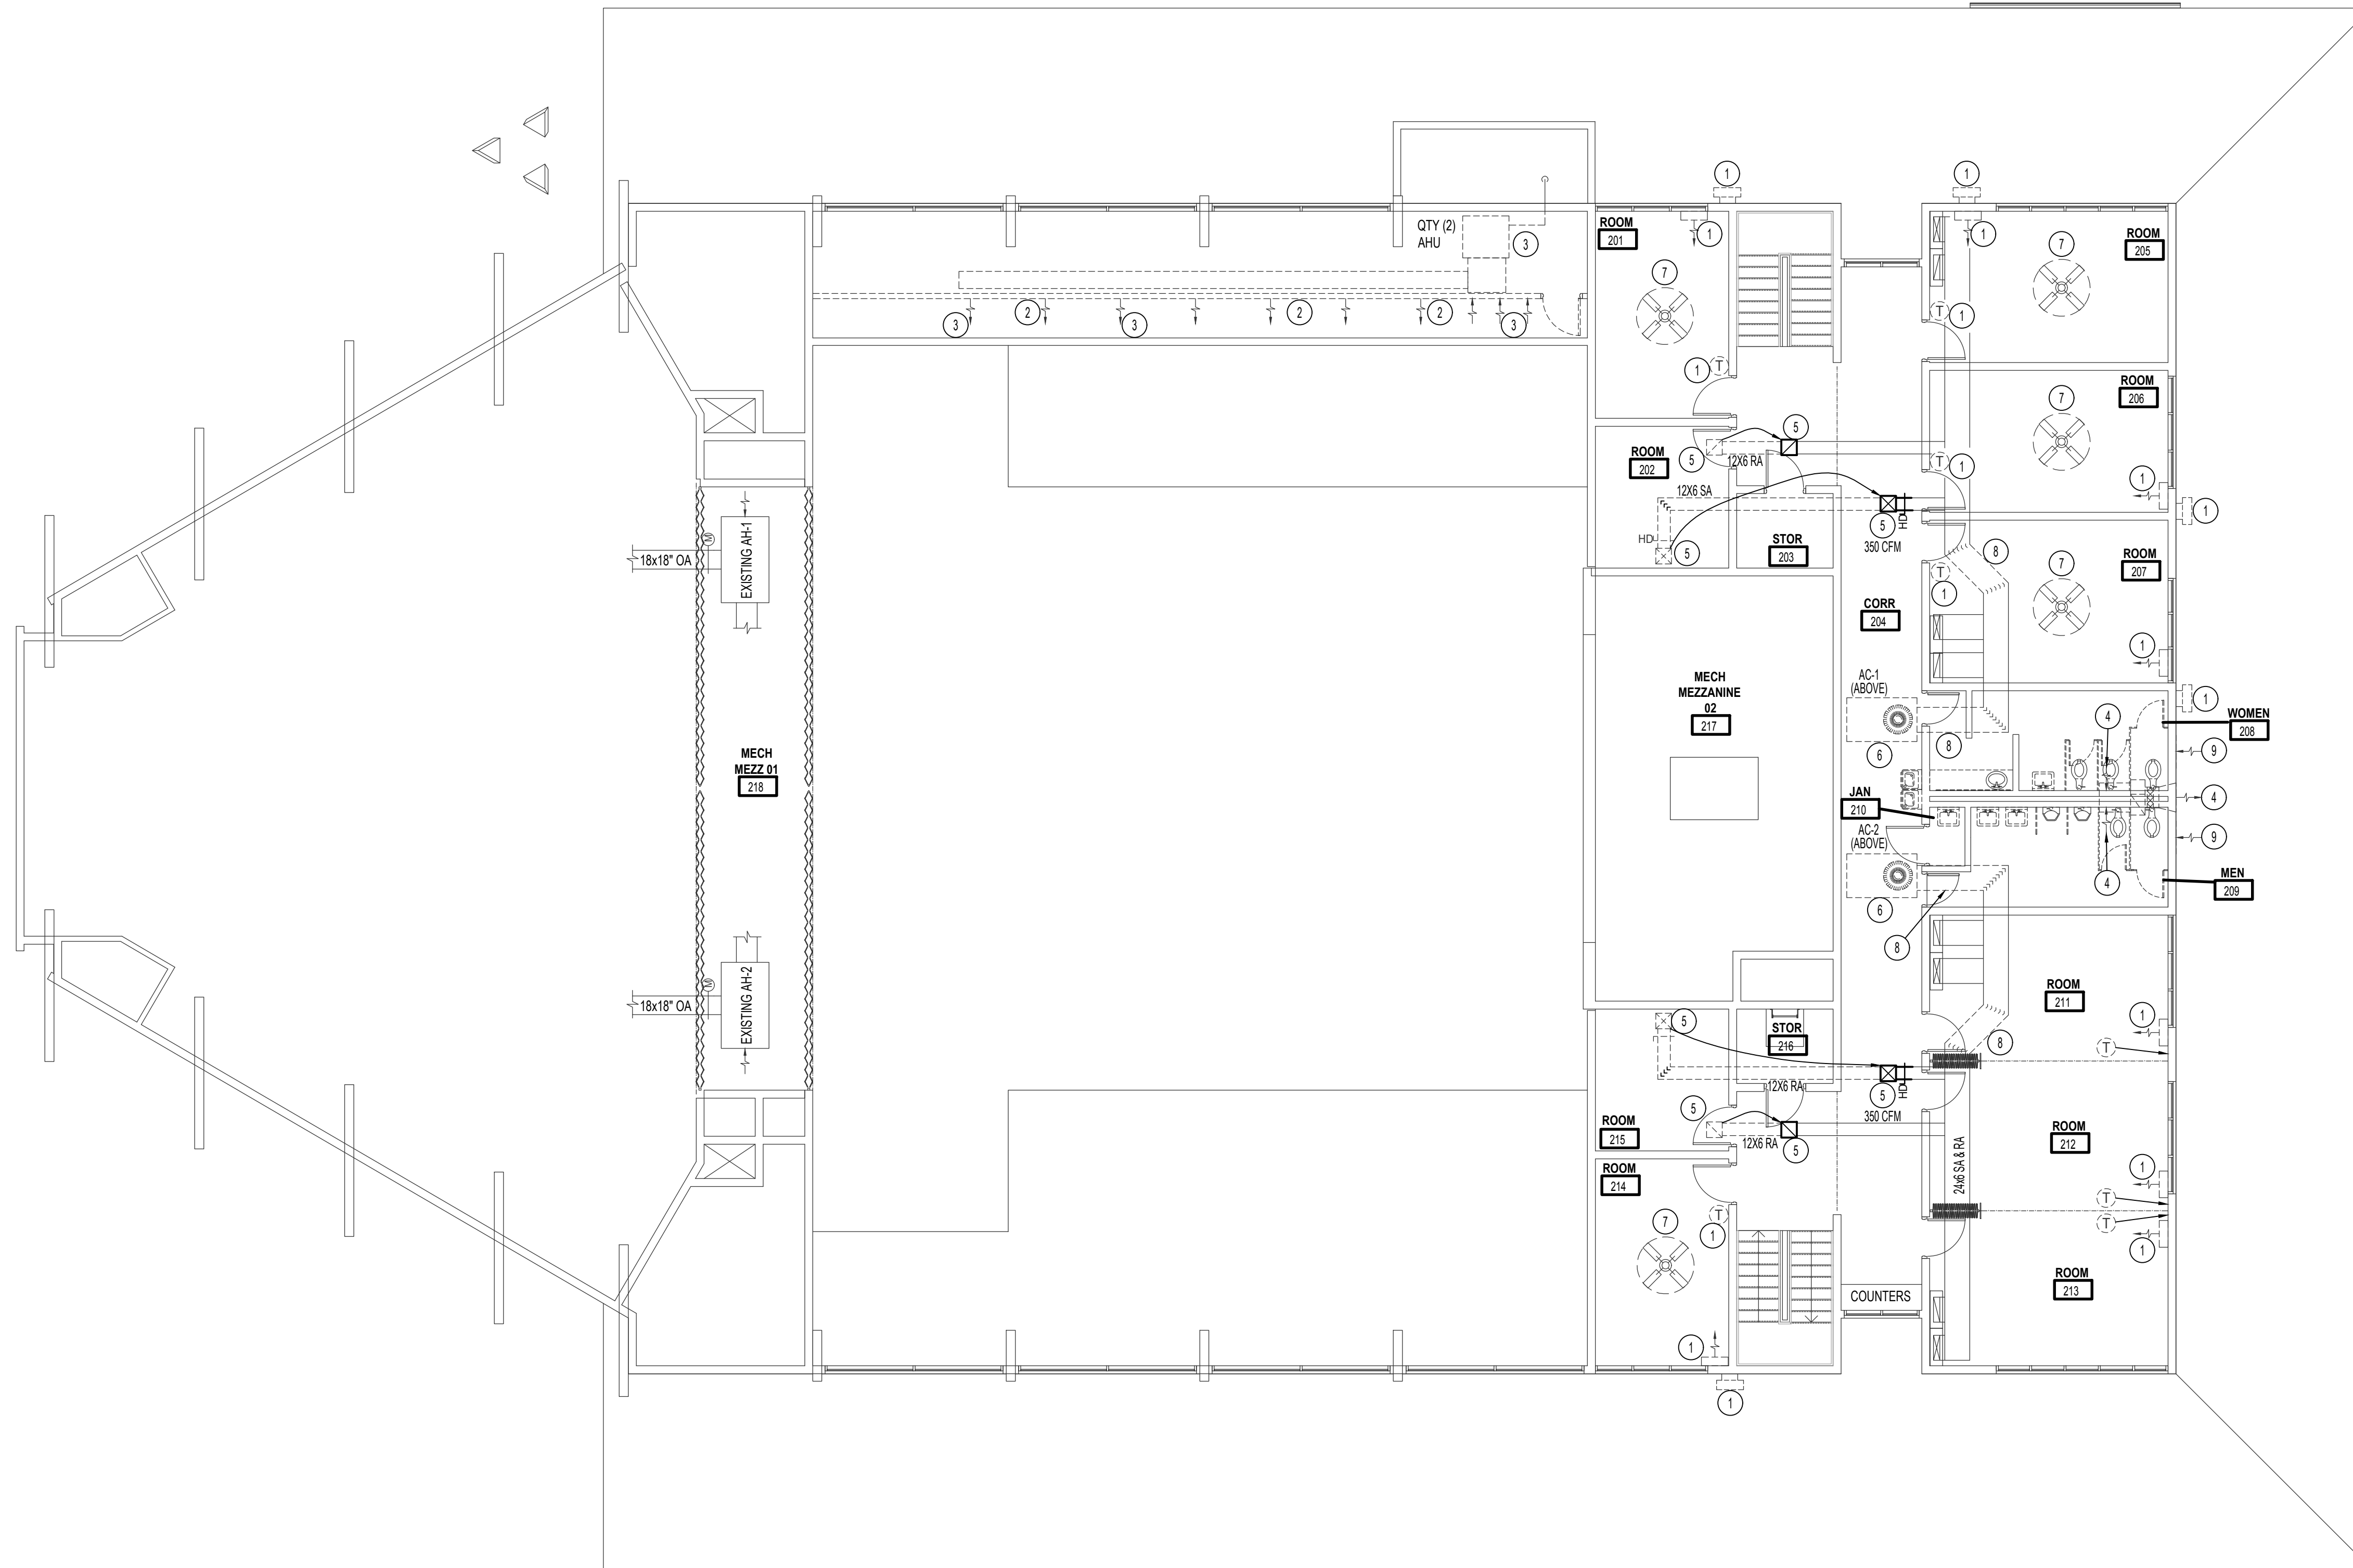 1
1
QTY (2)
AHU
3
ROOM
201
1
1
ROOM
205
7
7
3
2
3
2
2
3
T
1
1
T
ROOM
206
7
5
ROOM
202
5
12X6 RA
T
1
1
1
12X6 SA
5
HD
350 CFM
HD
5
STOR
203
M
18x18" OA
EXISTING AH-1
8
ROOM
207
7
T
1
CORR
204
1
1
MECH
MEZZANINE
02
217
AC-1
(ABOVE)
6
8
4
WOMEN
208
9
MECH
MEZZ 01
218
JAN
210
4
AC-2
(ABOVE)
9
4
MEN
209
6
8
M
18x18" OA
EXISTING AH-2
ROOM
211
1
5
STOR
216
T
8
12X6 RA
5
HD
350 CFM
5
ROOM
215
12X6 RA
5
ROOM
212
24x6 SA & RA
1
ROOM
214
T
T
7
T
1
1
ROOM
213
COUNTERS
1
1